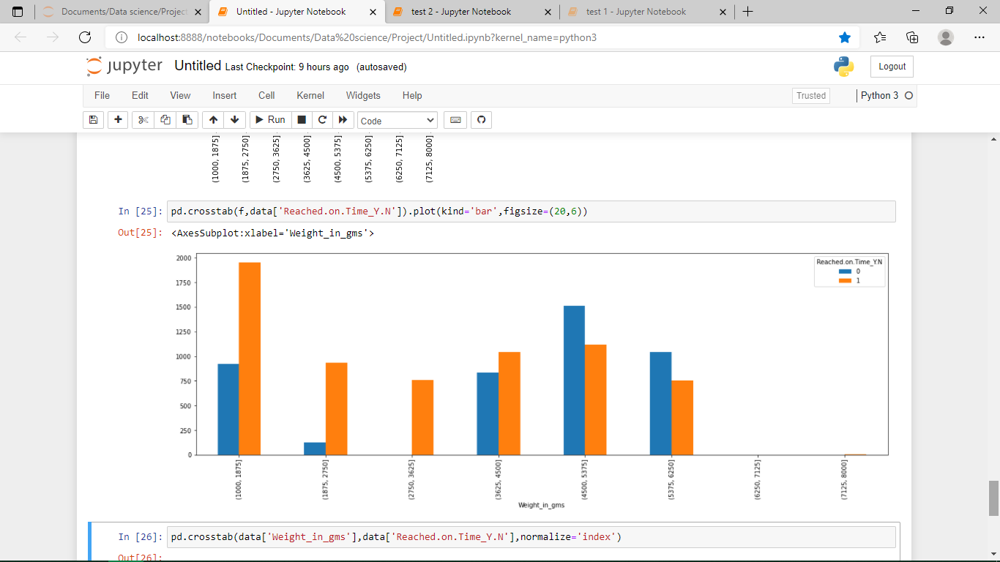 Documents/Data science/Project
Untitled - Jupyter Notebook
test 2 - Jupyter Notebook
test 1 - Jupyter Notebook
localhost:8888/notebooks/Documents/Data%20science/Project/Untitled.ipynb?kernel_name=python3
jupyter Untitled Last Checkpoint: 9 hours ago (autosaved)
Logout
File Edit View Insert Cell Kernel Widgets Help
Trusted
Python 3
Run
Code
(1000, 1875]
(1875, 2750]
(2750, 3625]
(3625, 4500]
(4500, 5375]
(5375, 6250]
(6250, 7125]
(7125, 8000]
In [25]: pd.crosstab(f,data['Reached.on.Time_Y.N']).plot(kind='bar',figsize=(20,6))
Out[25]: <AxesSubplot:xlabel='Weight_in_gms'>
Reached.on.Time_Y.N
0
1
2000
1750
1500
1250
1000
750
500
250
0
(1000, 1875]
(1875, 2750]
(2750, 3625]
(3625, 4500]
(4500, 5375]
(5375, 6250]
(6250, 7125]
(7125, 8000]
Weight_in_gms
In [26]: pd.crosstab(data['Weight_in_gms'],data['Reached.on.Time_Y.N'],normalize='index')
Out[26]: